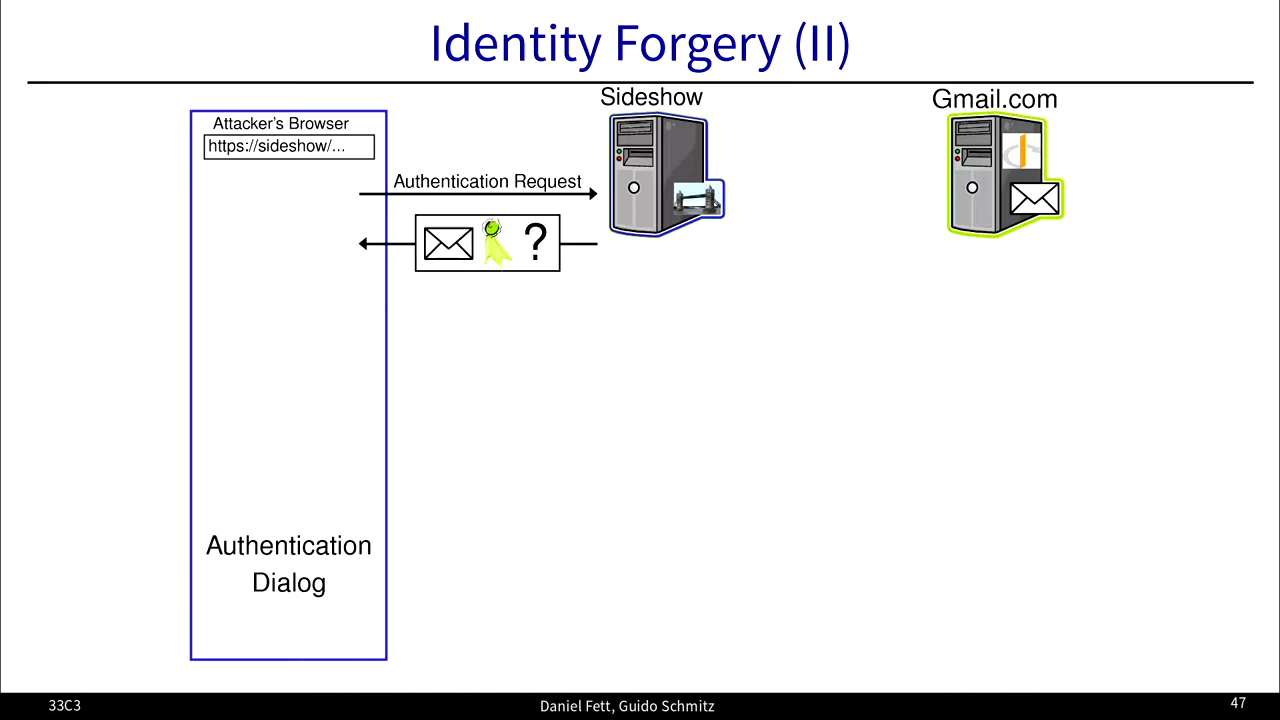 Identity Forgery (II)
Sideshow
Gmail.com
Attacker's Browser
https://sideshow/...
Authentication Request
?
Authentication
Dialog
33C3
Daniel Fett, Guido Schmitz
47